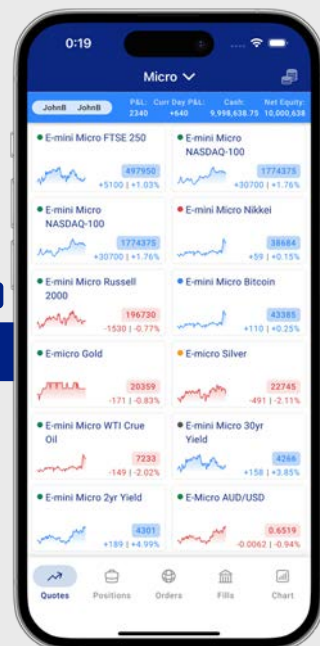 0:19
Micro
JohnB JohnB
P&L: Curr Day P&L: Cash: Net Equity:
2340 +640 9,998,638.75 10,000,638
E-mini Micro FTSE 250
497950
+5100 | +1.03%
E-mini Micro
NASDAQ-100
1774375
+30700 | +1.76%
E-mini Micro
NASDAQ-100
1774375
+30700 | +1.76%
E-mini Micro Nikkei
38684
+59 | +0.15%
E-mini Micro Russell
2000
196730
-1530 | -0.77%
E-mini Micro Bitcoin
43385
+110 | +0.25%
E-micro Gold
20359
-171 | -0.83%
E-micro Silver
22745
-491 | -2.11%
E-mini Micro WTI Crue
Oil
7233
-149 | -2.02%
E-mini Micro 30yr
Yield
4266
+158 | +3.85%
E-mini Micro 2yr Yield
4301
+189 | +4.99%
E-Micro AUD/USD
0.6519
-0.0062 | -0.94%
Quotes Positions Orders Fills Chart